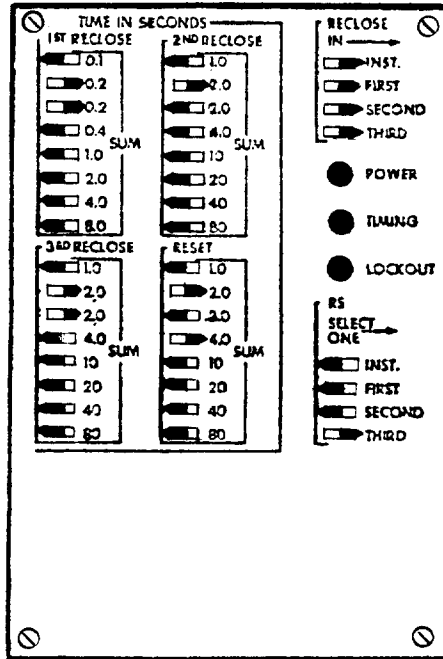 TIME IN SECONDS
1ST RECLOSE
0.1
0.2
0.2
0.4
1.0
2.0
4.0
8.0
SUM
2ND RECLOSE
1.0
2.0
2.0
4.0
10
20
40
80
SUM
3RD RECLOSE
1.0
2.0
2.0
4.0
10
20
40
80
SUM
RESET
1.0
2.0
2.0
4.0
10
20
40
80
SUM
RECLOSE
IN
INST.
FIRST
SECOND
THIRD
POWER
TIMING
LOCKOUT
RS
SELECT
ONE
INST.
FIRST
SECOND
THIRD